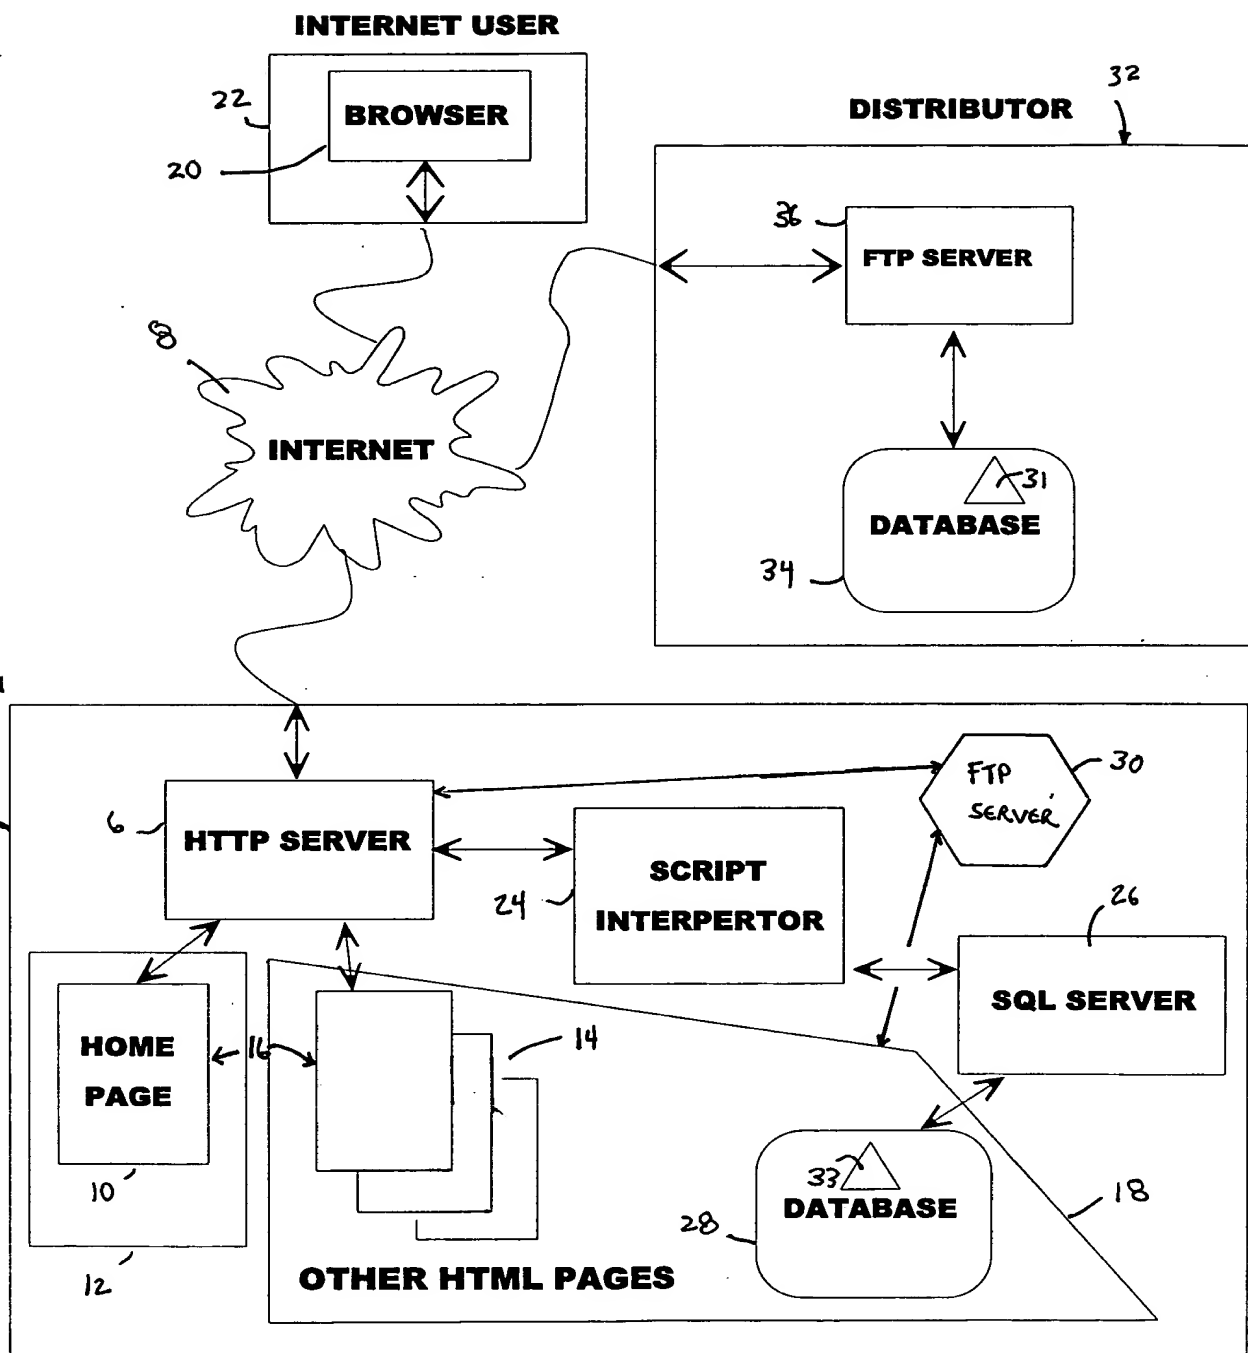 INTERNET USER
22
BROWSER
20
DISTRIBUTOR
32
36
FTP SERVER
8
INTERNET
31
DATABASE
34
6
HTTP SERVER
FTP
SERVER
30
SCRIPT
INTERPERTOR
24
26
SQL SERVER
HOME
PAGE
16
14
10
12
33
DATABASE
28
18
OTHER HTML PAGES